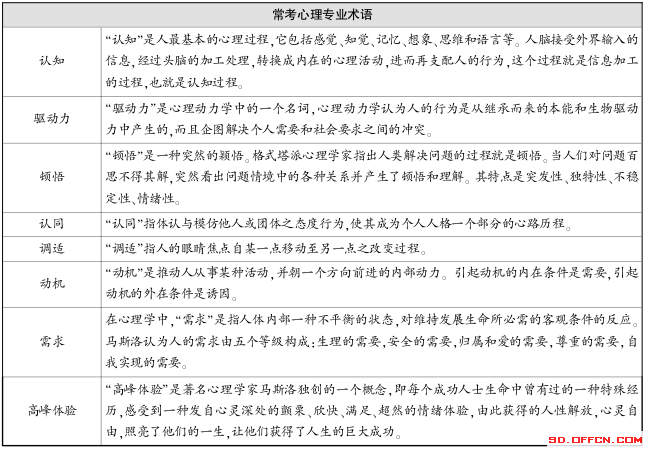 常考心理专业术语
认知
“认知”是人最基本的心理过程,它包括感觉、知觉、记忆、想象、思维和语言等。人脑接受外界输入的
信息,经过头脑的加工处理,转换成内在的心理活动,进而再支配人的行为,这个过程就是信息加工
的过程,也就是认知过程。
驱动力
“驱动力”是心理动力学中的一个名词,心理动力学认为人的行为是从继承而来的本能和生物驱动
力中产生的,而且企图解决个人需要和社会要求之间的冲突。
顿悟
“顿悟”是一种突然的颖悟。格式塔派心理学家指出人类解决问题的过程就是顿悟。当人们对问题百
思不得其解,突然看出问题情境中的各种关系并产生了顿悟和理解。其特点是突发性、独特性、不稳
定性、情绪性。
认同
“认同”指体认与模仿他人或团体之态度行为,使其成为个人人格一个部分的心路历程。
调适
“调适”指人的眼睛焦点自某一点移动至另一点之改变过程。
动机
“动机”是推动人从事某种活动,并朝一个方向前进的内部动力。引起动机的内在条件是需要,引起
动机的外在条件是诱因。
需求
在心理学中,“需求”是指人体内部一种不平衡的状态,对维持发展生命所必需的客观条件的反应。
马斯洛认为人的需求由五个等级构成:生理的需要,安全的需要,归属和爱的需要,尊重的需要,自
我实现的需要。
高峰体验
“高峰体验”是著名心理学家马斯洛独创的一个概念,即每个成功人士生命中曾有过的一种特殊经
历,感受到一种发自心灵深处的颤栗、欣快、满足、超然的情绪体验,由此获得的人性解放,心灵自
由,照亮了他们的一生,让他们获得了人生的巨大成功。
SD.OFFCN.COM